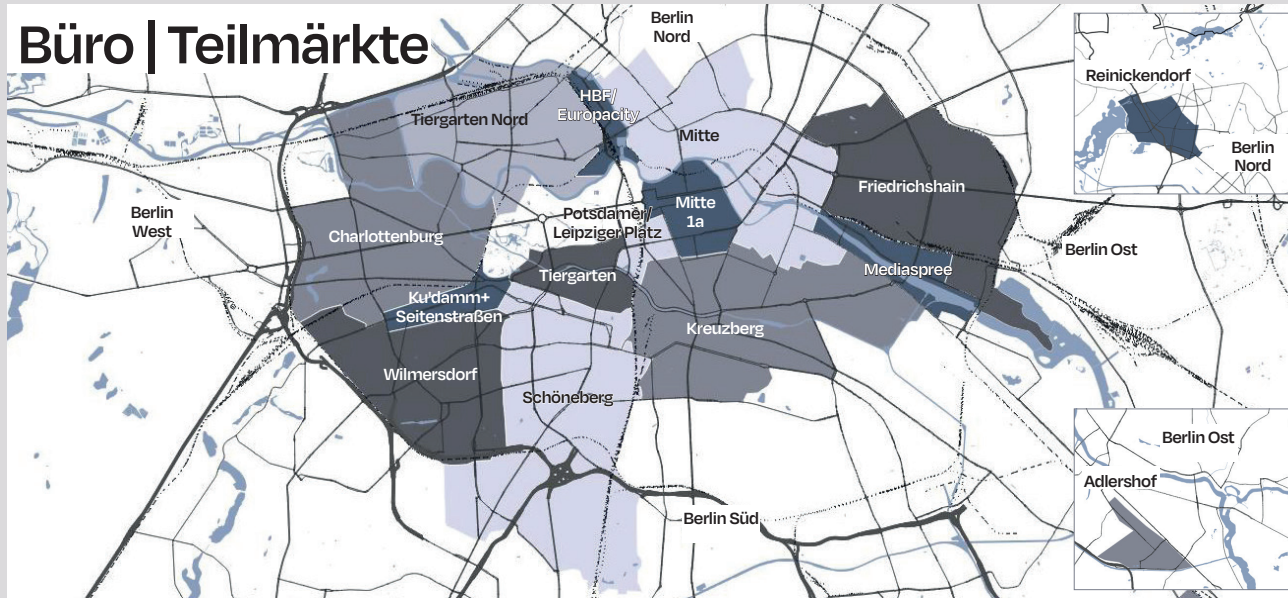 Büro | Teilmärkte
Berlin
Nord
Reinickendorf
Berlin
Nord
HBF/
Europacity
Tiergarten Nord
Mitte
Friedrichshain
Berlin
West
Charlottenburg
Potsdamer/
Leipziger Platz
Mitte
1a
Berlin Ost
Tiergarten
Mediaspree
Ku'damm+
Seitenstraßen
Kreuzberg
Wilmersdorf
Schöneberg
Berlin Süd
Berlin Ost
Adlershof